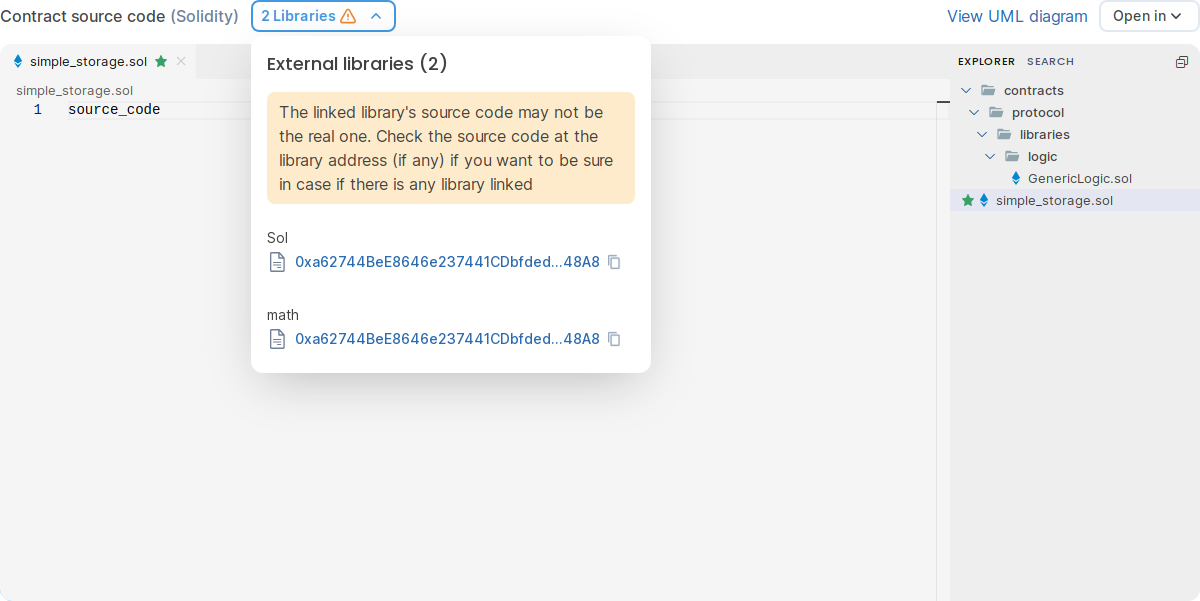 Contract source code (Solidity)
2 Libraries
View UML diagram
Open in
simple_storage.sol
simple_storage.sol
1 source_code
External libraries (2)
The linked library's source code may not be
the real one. Check the source code at the
library address (if any) if you want to be sure
in case if there is any library linked
Sol
0xa62744BeE8646e237441CDbfded...48A8
math
0xa62744BeE8646e237441CDbfded...48A8
EXPLORER SEARCH
contracts
protocol
libraries
logic
GenericLogic.sol
simple_storage.sol